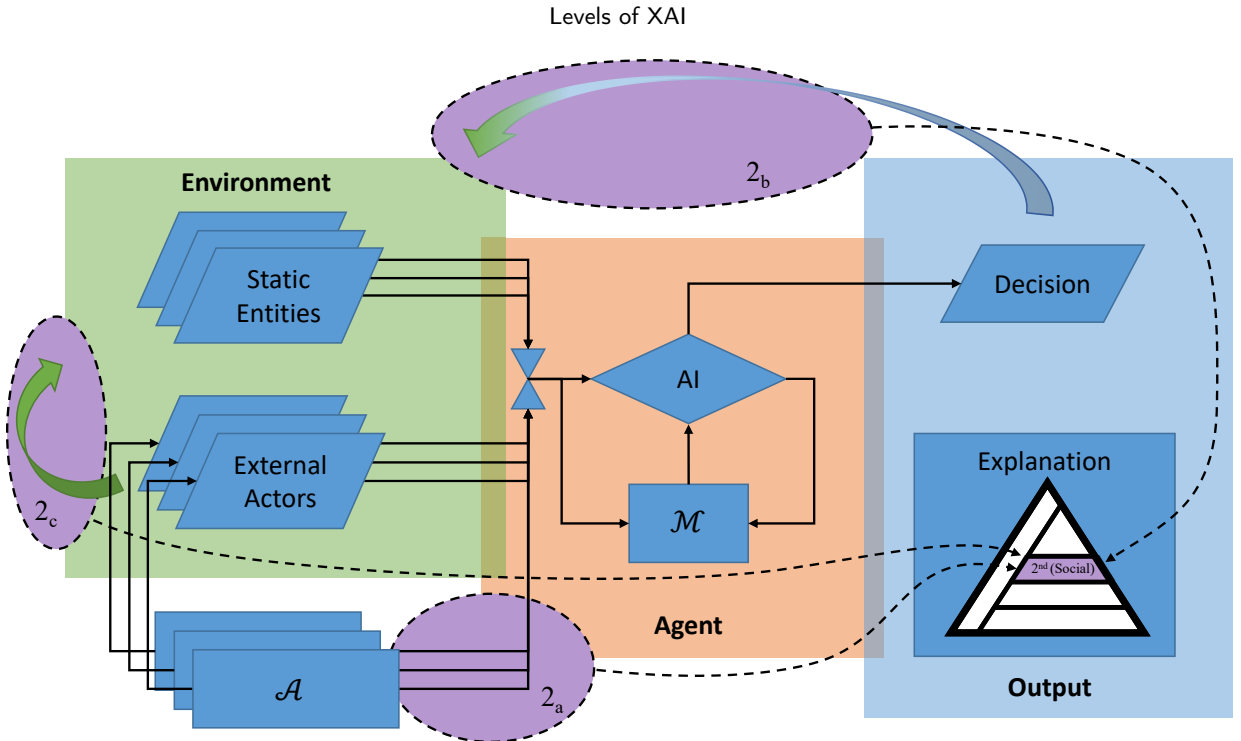 Levels of XAI
2b
Environment
Static
Entities
Decision
AI
External
Actors
Explanation
2c
ℳ
2nd (Social)
Agent
𝒜
2a
Output